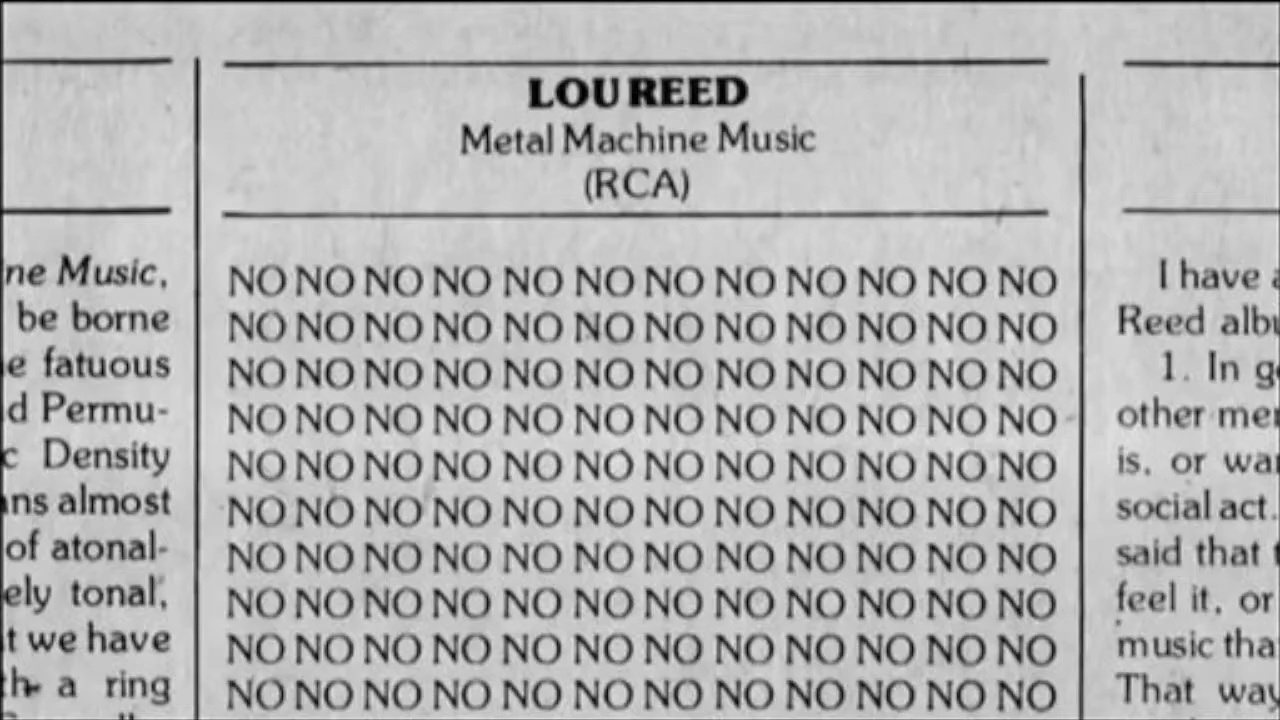 ne Music,
be borne
fatuous
d Permu-
c Density
ans almost
of atonal-
ely tonal,
t we have
th a ring
LOU REED
Metal Machine Music
(RCA)
NO NO NO NO NO NO NO NO NO NO NO NO
NO NO NO NO NO NO NO NO NO NO NO NO
NO NO NO NO NO NO NO NO NO NO NO NO
NO NO NO NO NO NO NO NO NO NO NO NO
NO NO NO NO NO NO NO NO NO NO NO NO
NO NO NO NO NO NO NO NO NO NO NO NO
NO NO NO NO NO NO NO NO NO NO NO NO
NO NO NO NO NO NO NO NO NO NO NO NO
NO NO NO NO NO NO NO NO NO NO NO NO
NO NO NO NO NO NO NO NO NO NO NO NO
I have a
Reed albu
1. In ge
other me
is, or wa
social act.
said that t
feel it, or
music tha
That way